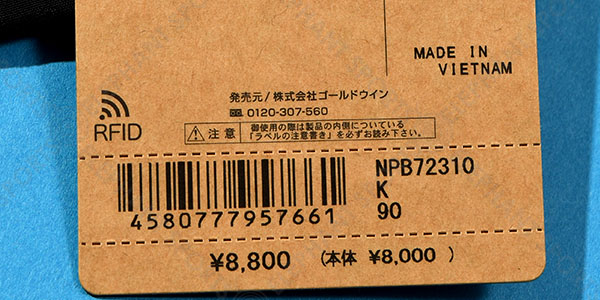 MADE IN
VIETNAM
RFID
発売元/株式会社ゴールドウイン
0120-307-560
注意 御使用の際は製品の内側についている
「ラベルの注意書き」を必ずお読み下さい。
NPB72310
K
90
4580777957661
¥8,800 (本体 ¥8,000 )